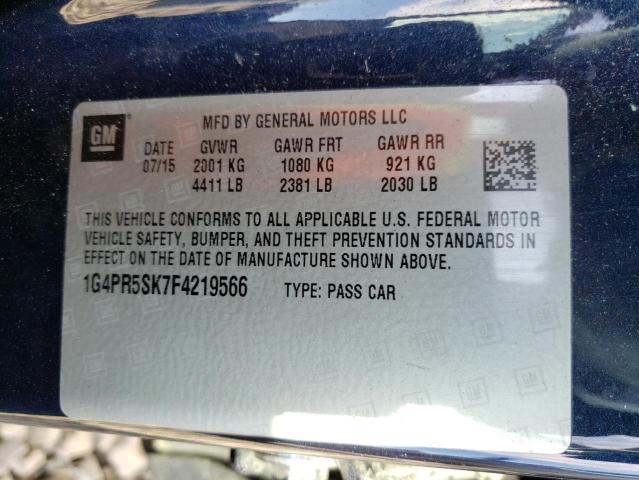 GM
MFD BY GENERAL MOTORS LLC
DATE GVWR GAWR FRT GAWR RR
07/15 2001 KG 1080 KG 921 KG
4411 LB 2381 LB 2030 LB
THIS VEHICLE CONFORMS TO ALL APPLICABLE U.S. FEDERAL MOTOR
VEHICLE SAFETY, BUMPER, AND THEFT PREVENTION STANDARDS IN
EFFECT ON THE DATE OF MANUFACTURE SHOWN ABOVE.
1G4PR5SK7F4219566 TYPE: PASS CAR